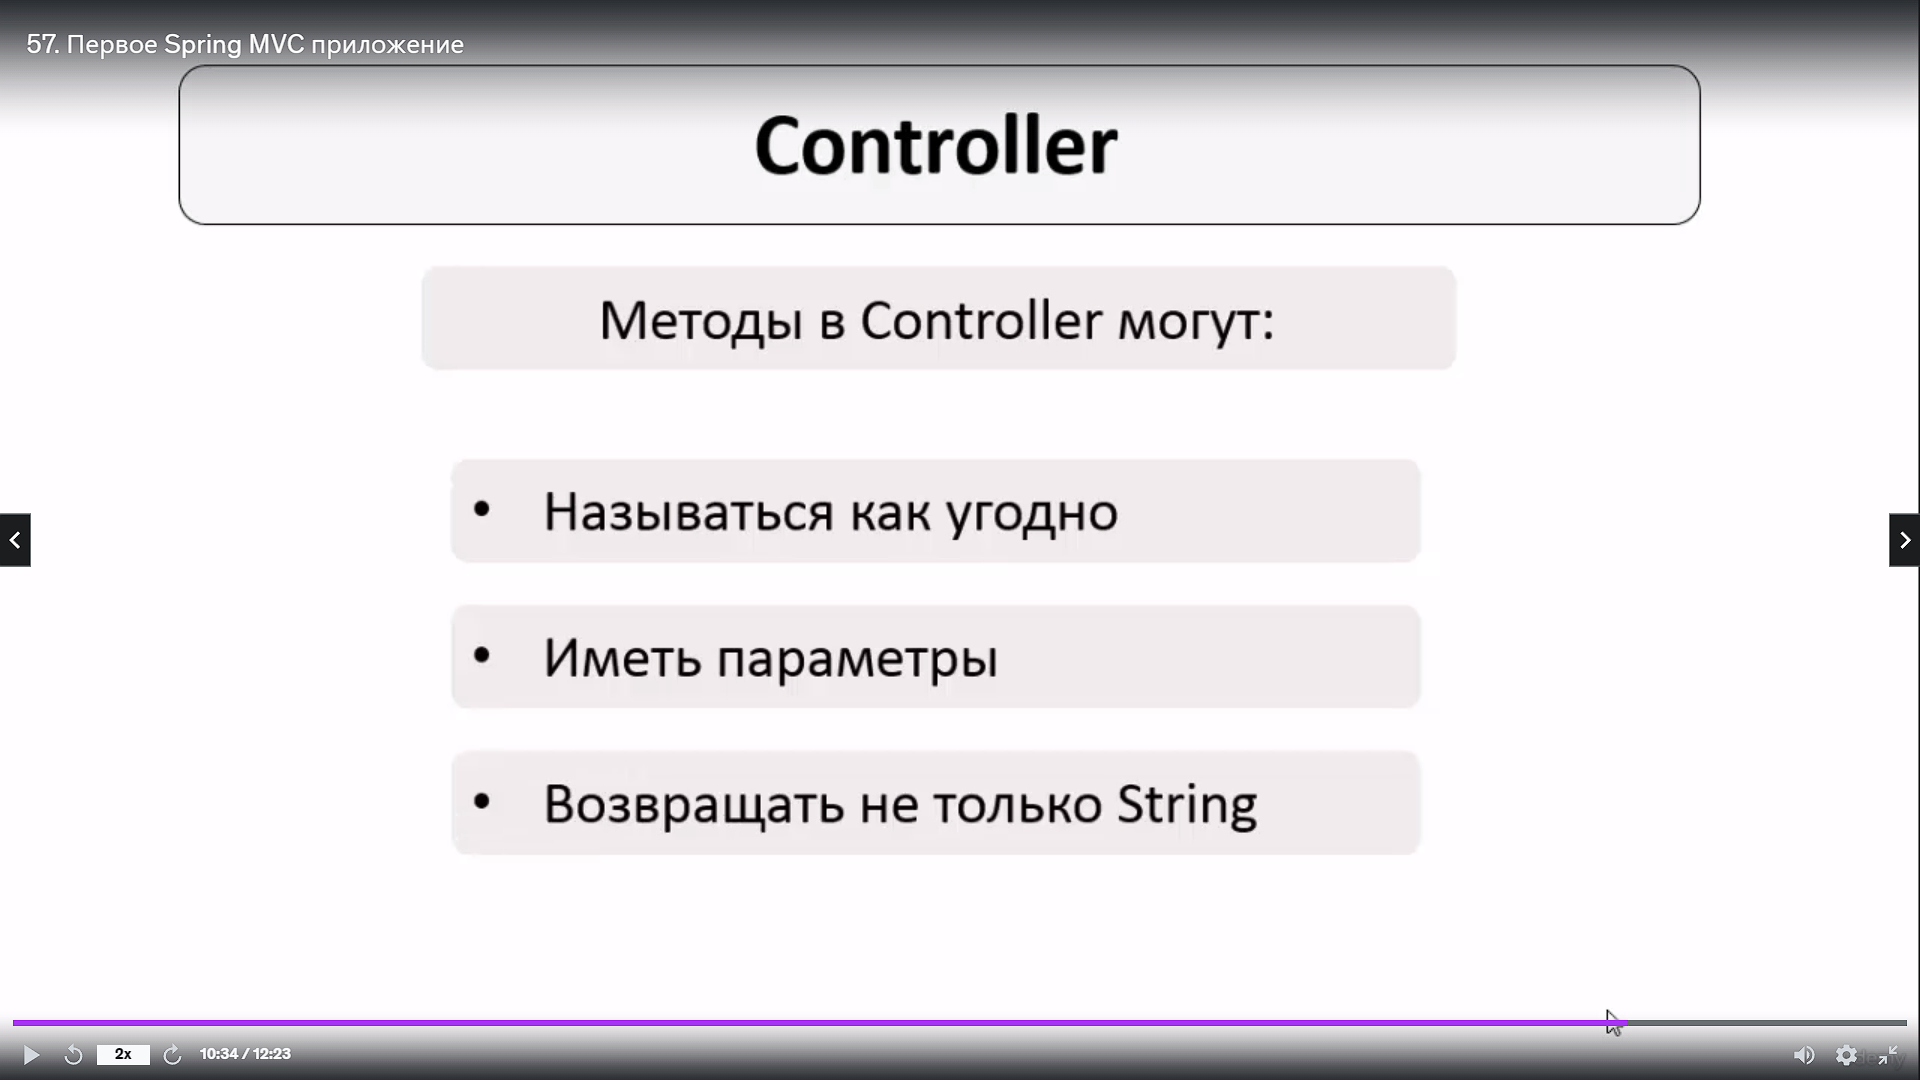 57. Первое Spring MVC приложение
Controller
Методы в Controller могут:
• Называться как угодно
• Иметь параметры
• Возвращать не только String
2x
10:34 / 12:23